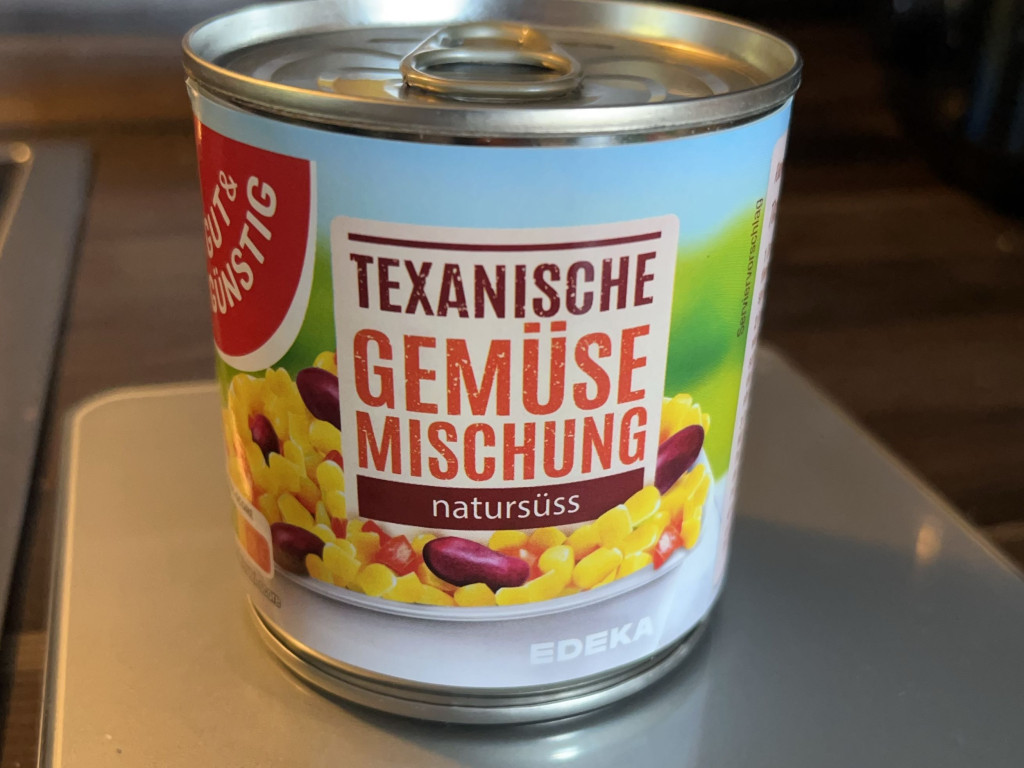 GUT&
GÜNSTIG
TEXANISCHE
GEMÜSE
MISCHUNG
natursüss
Serviervorschlag
EDEKA